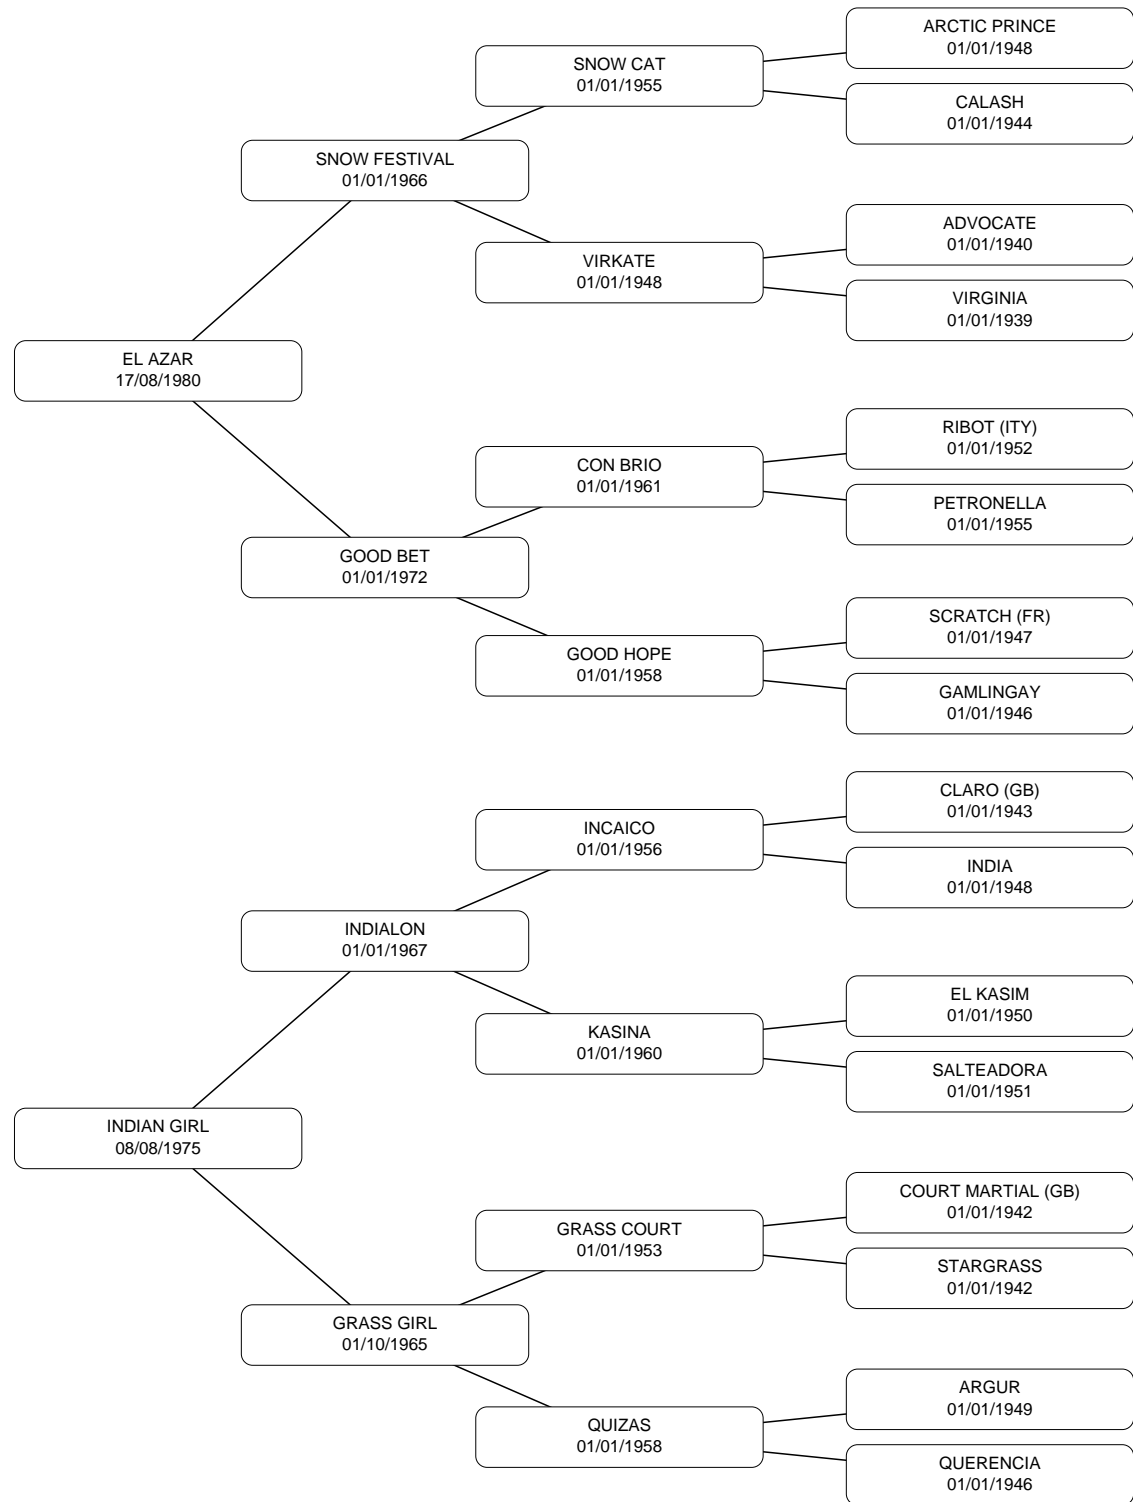 ARCTIC PRINCE
01/01/1948
SNOW CAT
01/01/1955
CALASH
01/01/1944
SNOW FESTIVAL
01/01/1966
ADVOCATE
01/01/1940
VIRKATE
01/01/1948
VIRGINIA
01/01/1939
EL AZAR
17/08/1980
RIBOT (ITY)
01/01/1952
CON BRIO
01/01/1961
PETRONELLA
01/01/1955
GOOD BET
01/01/1972
SCRATCH (FR)
01/01/1947
GOOD HOPE
01/01/1958
GAMLINGAY
01/01/1946
CLARO (GB)
01/01/1943
INCAICO
01/01/1956
INDIA
01/01/1948
INDIALON
01/01/1967
EL KASIM
01/01/1950
KASINA
01/01/1960
SALTEADORA
01/01/1951
INDIAN GIRL
08/08/1975
COURT MARTIAL (GB)
01/01/1942
GRASS COURT
01/01/1953
STARGRASS
01/01/1942
GRASS GIRL
01/10/1965
ARGUR
01/01/1949
QUIZAS
01/01/1958
QUERENCIA
01/01/1946